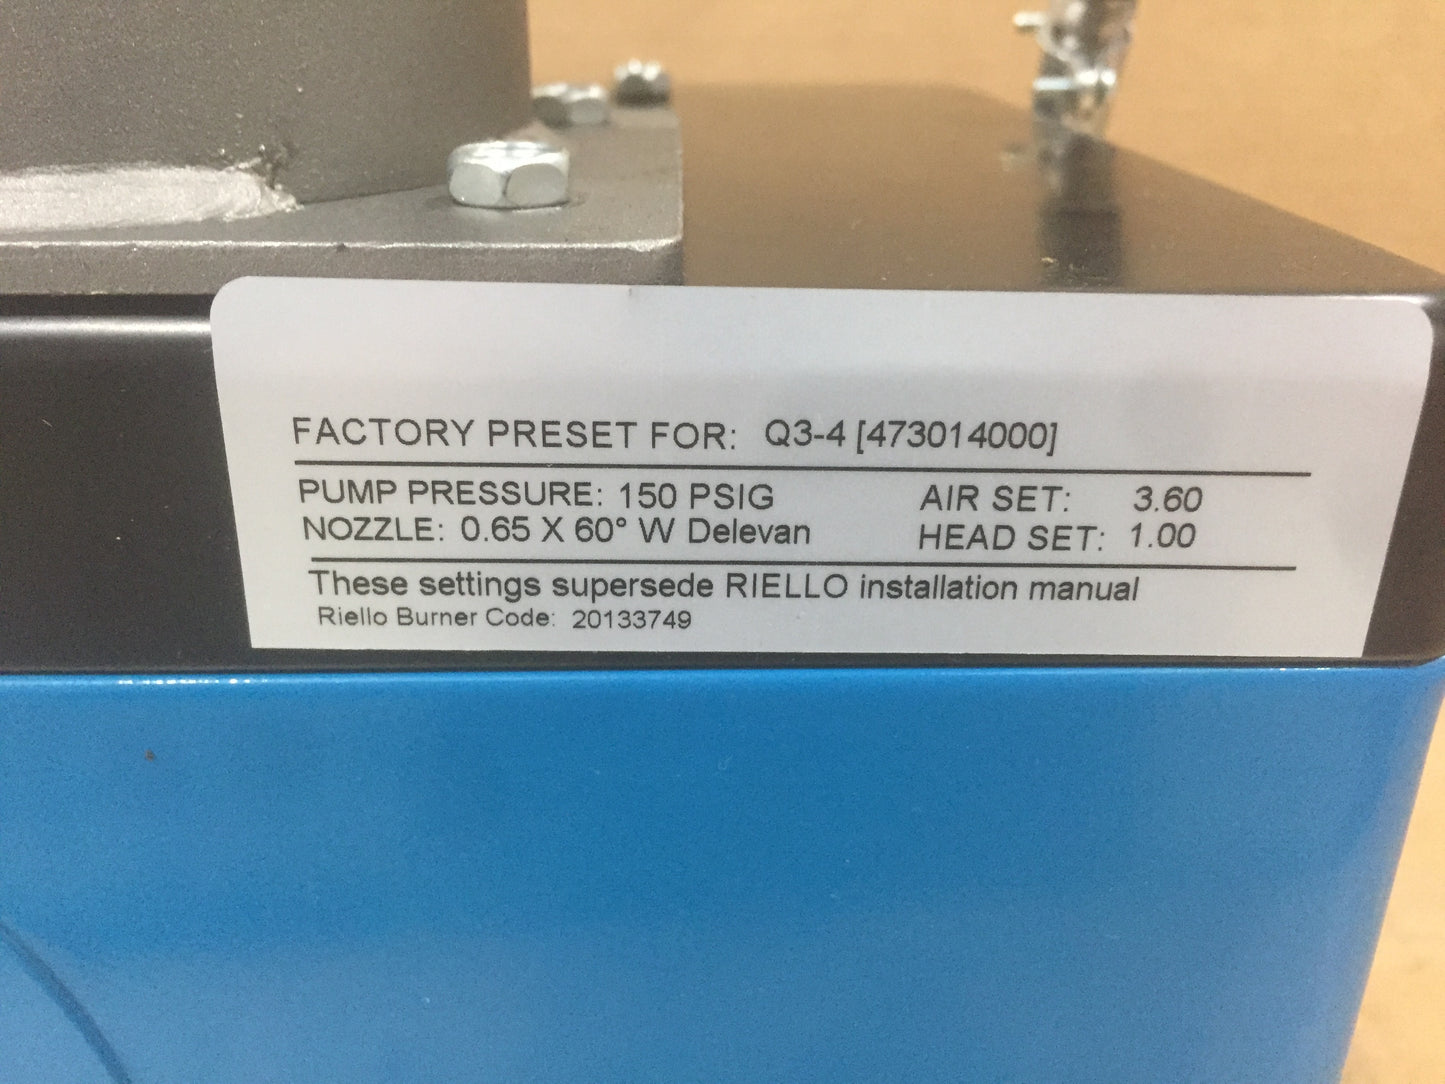 FACTORY PRESET FOR: Q3-4 [473014000]
PUMP PRESSURE: 150 PSIG AIR SET: 3.60
NOZZLE: 0.65 X 60° W Delevan HEAD SET: 1.00
These settings supersede RIELLO installation manual
Riello Burner Code: 20133749